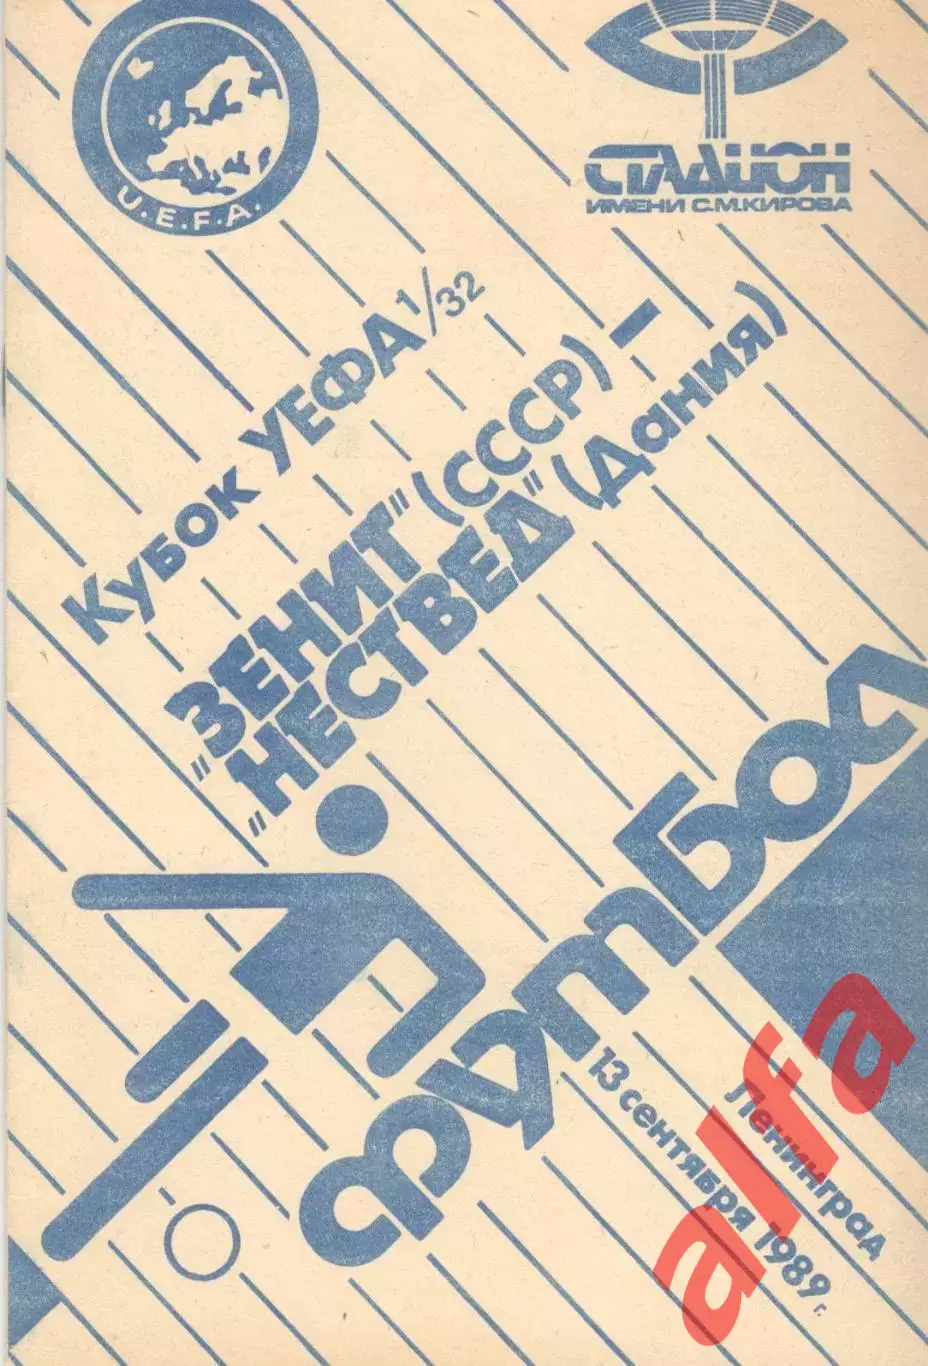 U.E.F.A.
СТАДИОН
ИМЕНИ С.М.КИРОВА
Кубок УЕФА 1/32
„ЗЕНИТ" (СССР) –
„НЕСТВЕД" (Дания)
футбол
13 сентября 1989 г.
Ленинград
alfa